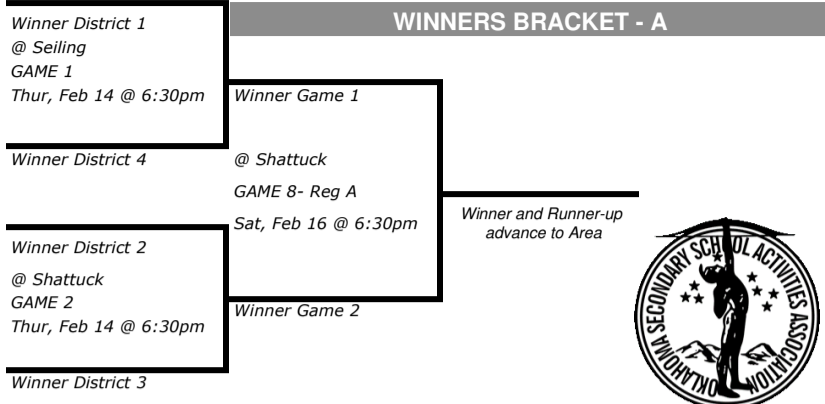 WINNERS BRACKET - A
Winner District 1
@ Seiling
GAME 1
Thur, Feb 14 @ 6:30pm
Winner District 4
Winner Game 1
@ Shattuck
GAME 8- Reg A
Sat, Feb 16 @ 6:30pm
Winner and Runner-up
advance to Area
Winner District 2
@ Shattuck
GAME 2
Thur, Feb 14 @ 6:30pm
Winner District 3
Winner Game 2
OKLAHOMA SECONDARY SCHOOL ACTIVITIES ASSOCIATION